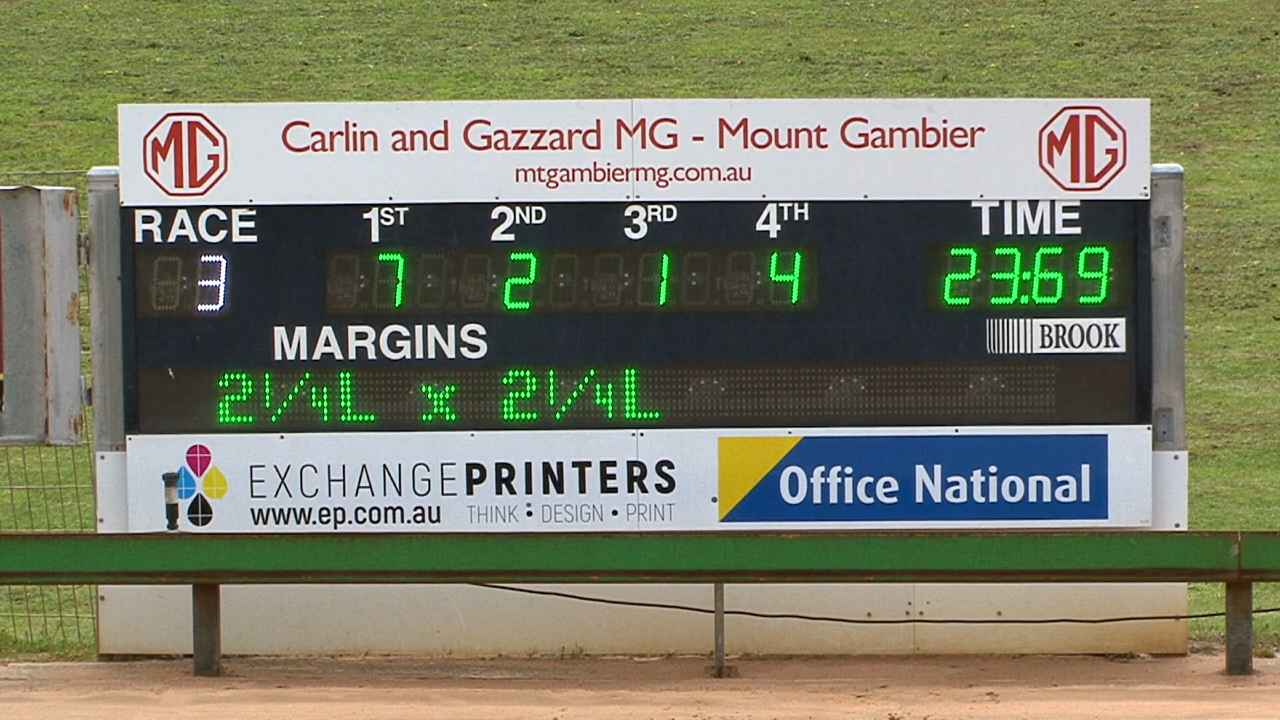 MG Carlin and Gazzard MG - Mount Gambier MG
mtgambiermg.com.au
RACE 1ST 2ND 3RD 4TH TIME
3 7 2 1 4 23:69
MARGINS BROOK
2¼L x 2¼L
EXCHANGEPRINTERS Office National
www.ep.com.au THINK • DESIGN • PRINT